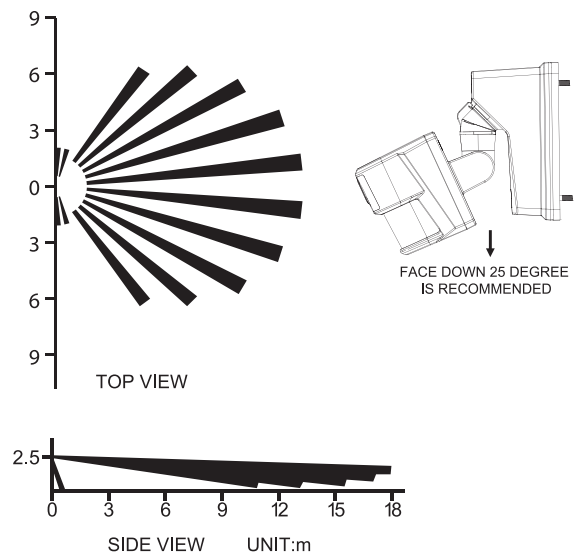 9
6
3
0
3
6
9
TOP VIEW
FACE DOWN 25 DEGREE
IS RECOMMENDED
2.5
0 3 6 9 12 15 18
SIDE VIEW UNIT:m